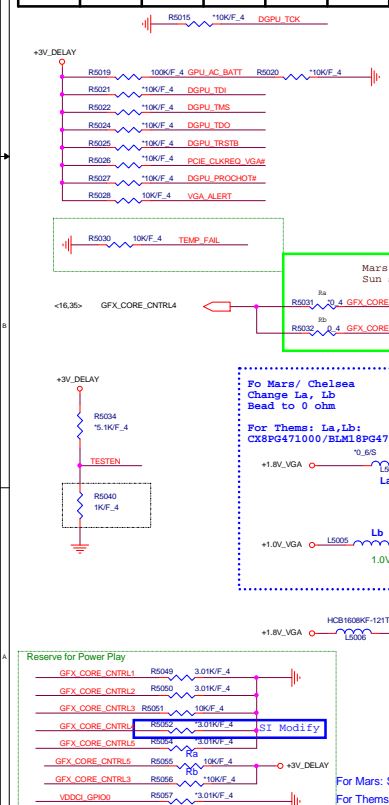 R5015 *10K/F_4 DGPU_TCK
+3V_DELAY
R5019 100K/F_4 GPU_AC_BATT R5020 *10K/F_4
R5021 *10K/F_4 DGPU_TDI
R5022 *10K/F_4 DGPU_TMS
R5024 *10K/F_4 DGPU_TDO
R5025 *10K/F_4 DGPU_TRSTB
R5026 *10K/F_4 PCIE_CLKREQ_VGA#
R5027 *10K/F_4 DGPU_PROCHOT#
R5028 10K/F_4 VGA_ALERT
R5030 10K/F_4 TEMP_FAIL
Mars
Sun
Ra
<16,35> GFX_CORE_CNTRL4 R5031 *0_4 GFX_CORE
Rb
R5032 0_4 GFX_CORE
B
+3V_DELAY
R5034
*5.1K/F_4
TESTEN
R5040
1K/F_4
Fo Mars/ Chelsea
Change La, Lb
Bead to 0 ohm
For Thems: La,Lb:
CX8PG471000/BLM18PG47
*0_6/S
+1.8V_VGA L5
La
Lb
+1.0V_VGA L5005
1.0V
HCB1608KF-121T
+1.8V_VGA L5006
A
Reserve for Power Play
GFX_CORE_CNTRL1 R5049 3.01K/F_4
GFX_CORE_CNTRL2 R5050 3.01K/F_4
GFX_CORE_CNTRL3 R5051 10K/F_4
GFX_CORE_CNTRL4 R5052 *3.01K/F_4 SI Modify
GFX_CORE_CNTRL5 R5054 *3.01K/F_4
Ra
GFX_CORE_CNTRL5 R5055 10K/F_4 +3V_DELAY
Rb
GFX_CORE_CNTRL3 R5056 *10K/F_4
For Mars: S
VDDCI_GPIO0 R5057 *3.01K/F_4
For Thema